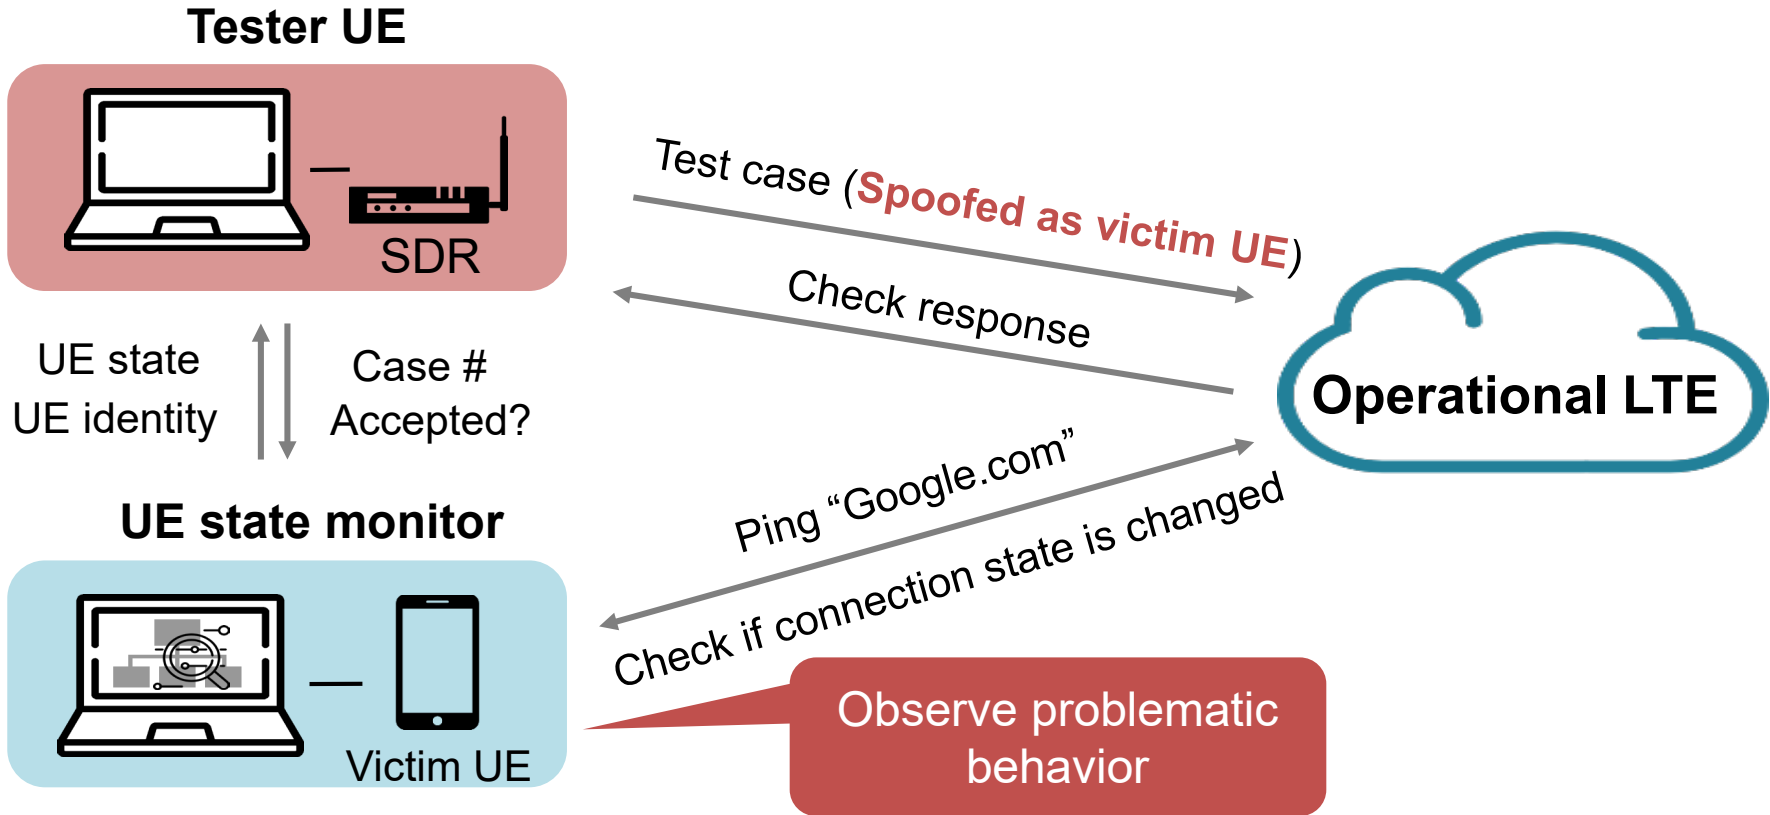 Tester UE
SDR
Test case (Spoofed as victim UE)
Check response
UE state
UE identity
Case #
Accepted?
Operational LTE
UE state monitor
Victim UE
Ping “Google.com”
Check if connection state is changed
Observe problematic
behavior